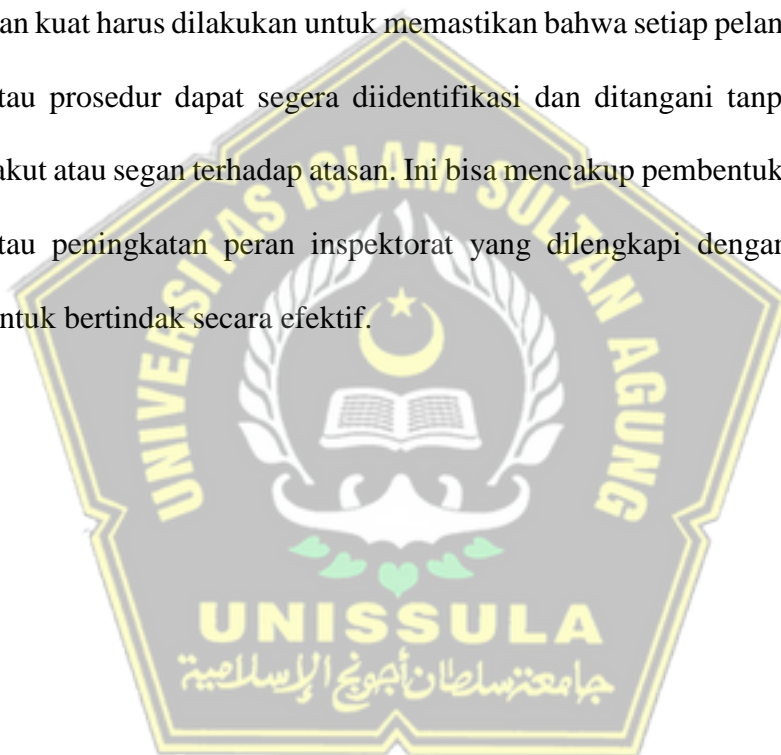 an kuat harus dilakukan untuk memastikan bahwa setiap pelan
tau prosedur dapat segera diidentifikasi dan ditangani tanp
akut atau segan terhadap atasan. Ini bisa mencakup pembentuk
tau peningkatan peran inspektorat yang dilengkapi dengan
ntuk bertindak secara efektif.
UNIVERSITAS ISLAM SULTAN AGUNG
UNISSULA
جامعتنسلطان أجونج الإسلامية